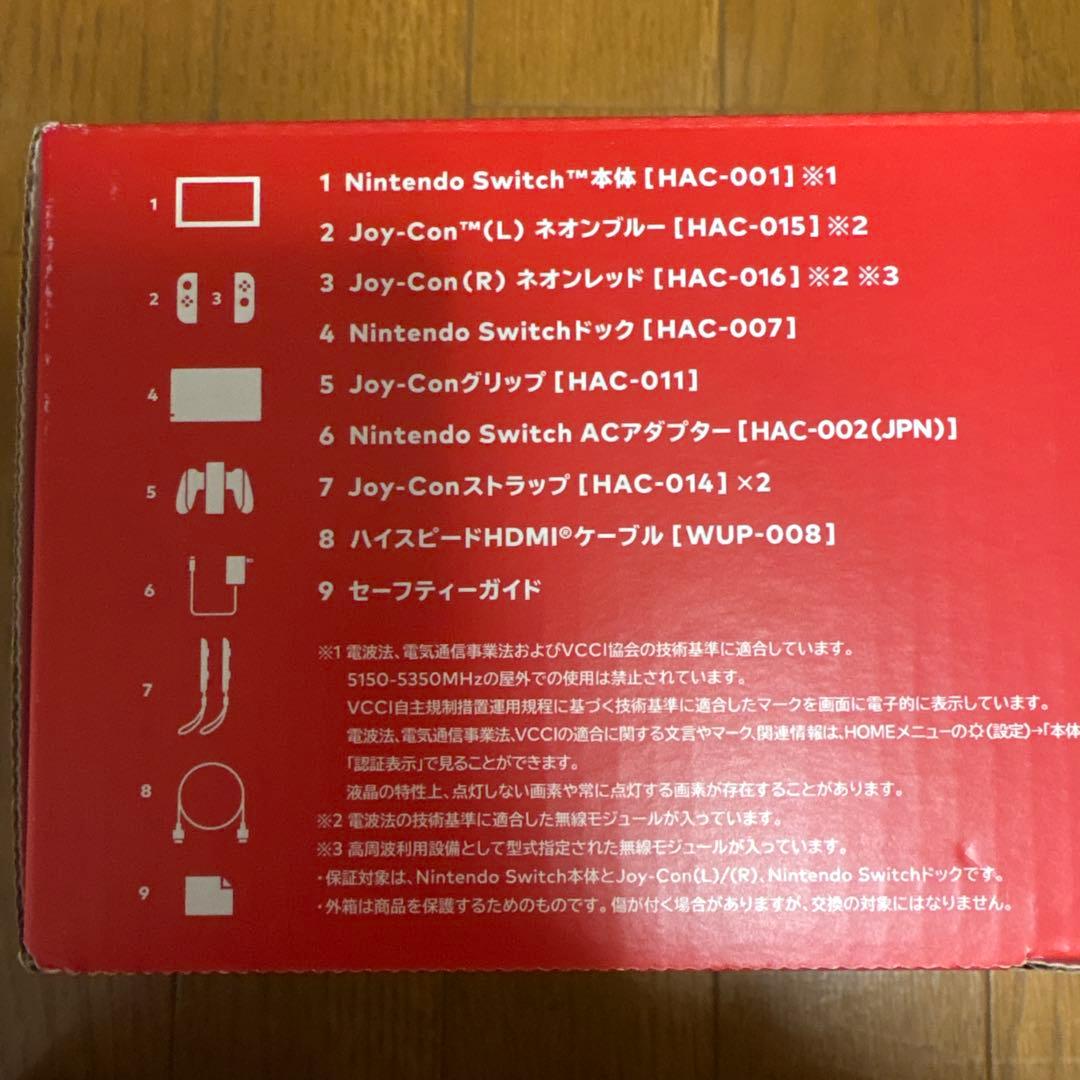 1 Nintendo Switch™本体［HAC-001］※1
2 Joy-Con™(L) ネオンブルー［HAC-015］※2
3 Joy-Con(R) ネオンレッド［HAC-016］※2 ※3
4 Nintendo Switchドック［HAC-007］
5 Joy-Conグリップ［HAC-011］
6 Nintendo Switch ACアダプター［HAC-002(JPN)］
7 Joy-Conストラップ［HAC-014］×2
8 ハイスピードHDMI®ケーブル［WUP-008］
9 セーフティーガイド
1
2 3
4
5
6
7
8
9
※1 電波法、電気通信事業法およびVCCI協会の技術基準に適合しています。
5150-5350MHzの屋外での使用は禁止されています。
VCCI自主規制措置運用規程に基づく技術基準に適合したマークを画面に電子的に表示しています。
電波法、電気通信事業法、VCCIの適合に関する文言やマーク、関連情報は、HOMEメニューの(設定)→「本体
「認証表示」で見ることができます。
液晶の特性上、点灯しない画素や常に点灯する画素が存在することがあります。
※2 電波法の技術基準に適合した無線モジュールが入っています。
※3 高周波利用設備として型式指定された無線モジュールが入っています。
・保証対象は、Nintendo Switch本体とJoy-Con(L)/(R)、Nintendo Switchドックです。
・外箱は商品を保護するためのものです。傷が付く場合がありますが、交換の対象にはなりません。